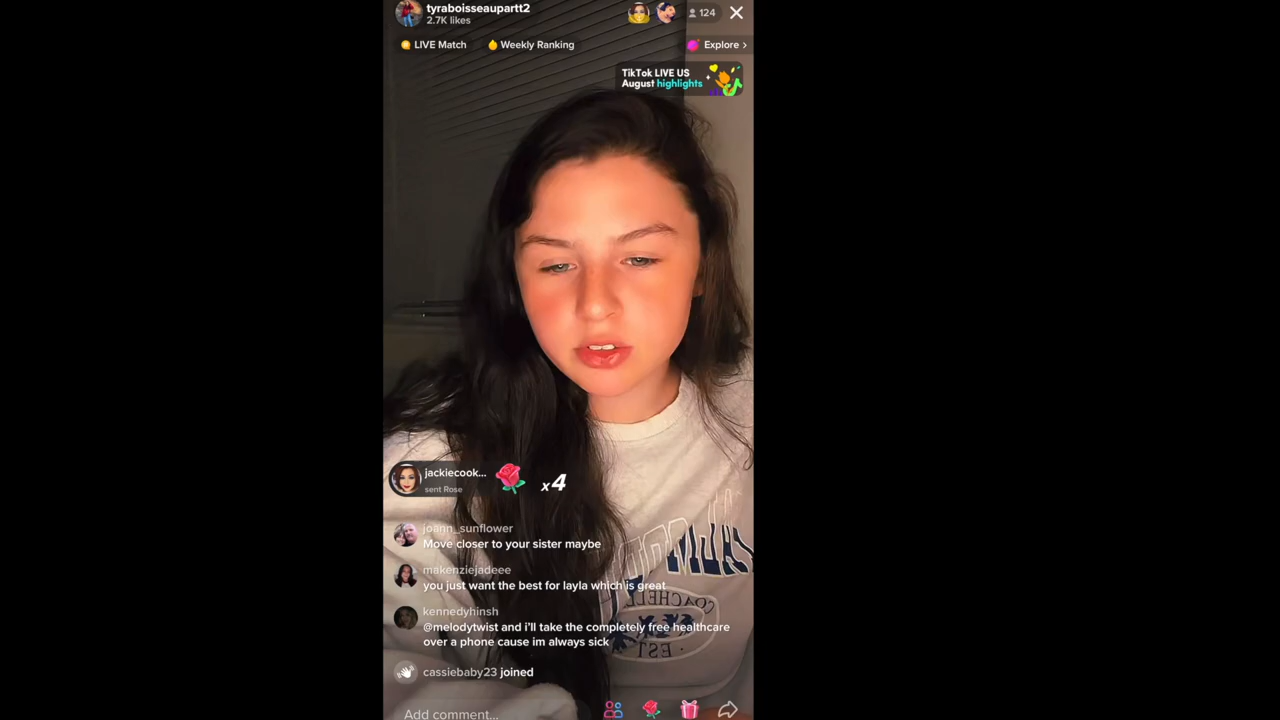 tyraboisseaupartt2
2.7K likes
124
LIVE Match
Weekly Ranking
Explore >
TikTok LIVE US
August highlights
jackiecook...
sent Rose
x4
joann_sunflower
Move closer to your sister maybe
makenziejadeee
you just want the best for layla which is great
kennedyhinsh
@melodytwist and i'll take the completely free healthcare
over a phone cause im always sick
cassiebaby23 joined
Add comment...